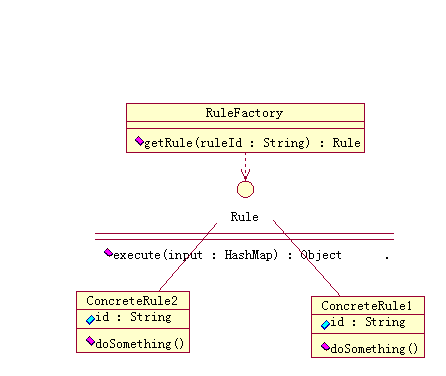 RuleFactory
getRule(ruleId : String) : Rule
Rule
execute(input : HashMap) : Object
ConcreteRule2
id : String
doSomething()
ConcreteRule1
id : String
doSomething()